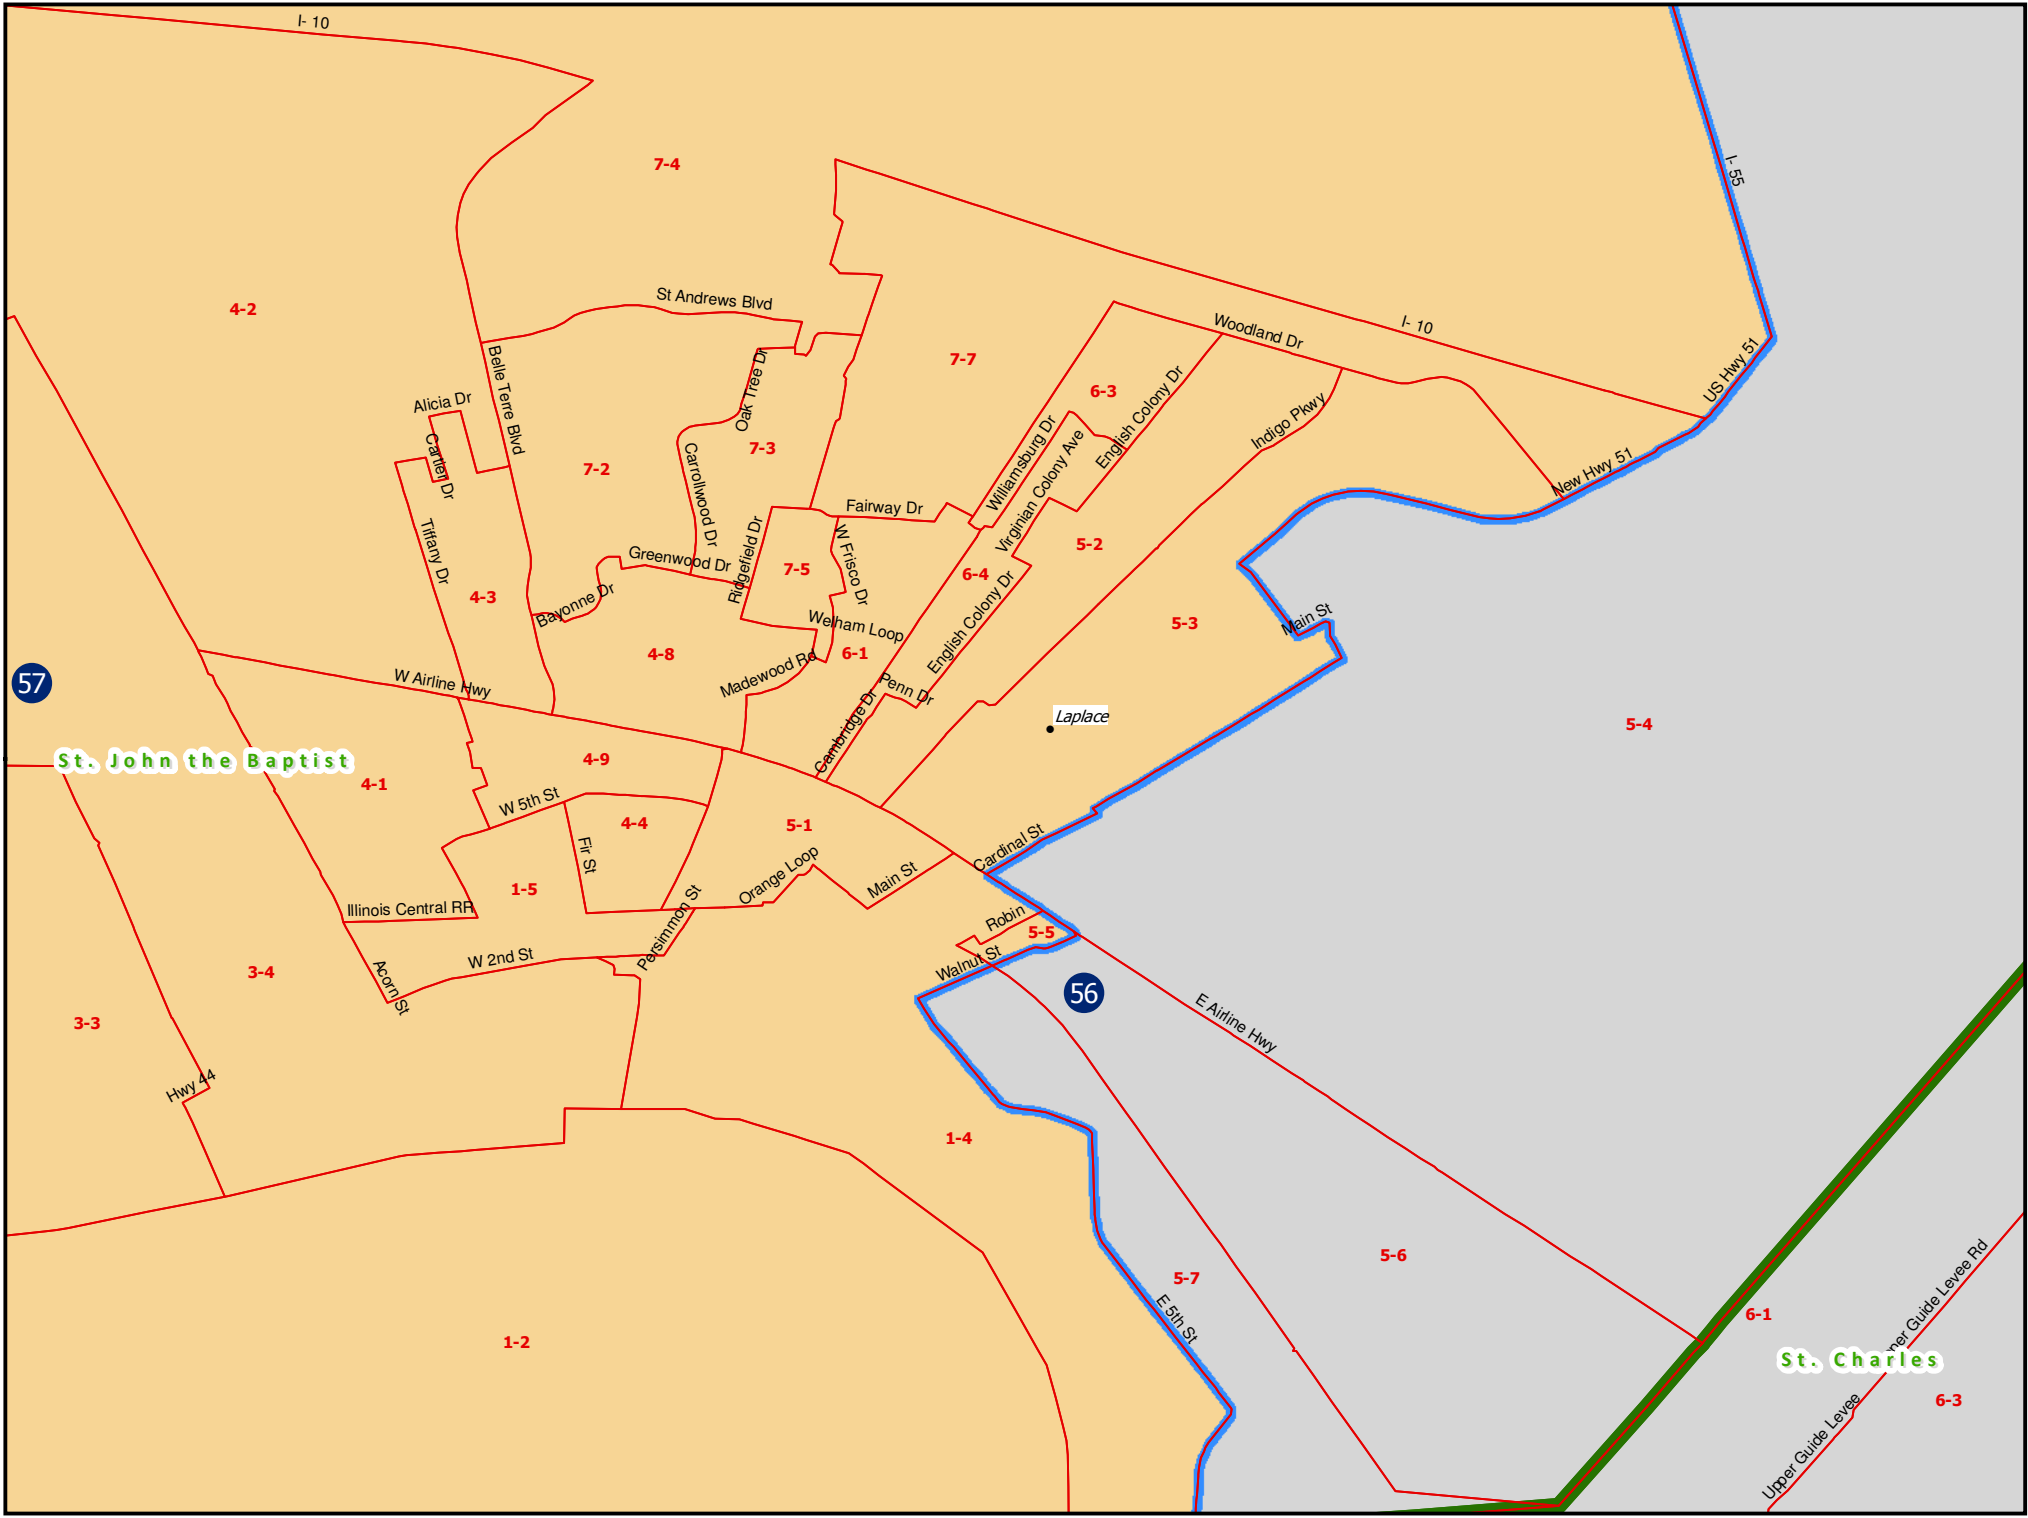 I- 10
7-4
I- 55
4-2
St Andrews Blvd
I- 10
Woodland Dr
US Hwy 51
7-7
Belle Terre Blvd
Oak Tree Dr
6-3
English Colony Dr
Alicia Dr
Indigo Pkwy
Cartier Dr
7-2
7-3
Carrollwood Dr
Williamsburg Dr
Virginian Colony Ave
New Hwy 51
Fairway Dr
Tiffany Dr
Greenwood Dr
Ridgefield Dr
7-5
W Frisco Dr
5-2
6-4
4-3
Bayonne Dr
English Colony Dr
5-3
Main St
Welham Loop
4-8
6-1
Madewood Rd
57
W Airline Hwy
Penn Dr
Cambridge Dr
Laplace
5-4
St. John the Baptist
4-9
4-1
W 5th St
4-4
5-1
Fir St
Orange Loop
Cardinal St
Main St
1-5
Illinois Central RR
Persimmon St
Robin
5-5
W 2nd St
Walnut St
3-4
Acorn St
56
3-3
E Airline Hwy
Hwy 44
1-4
5-7
5-6
E 5th St
1-2
6-1
Guide Levee Rd
St. Charles
6-3
Upper Guide Levee